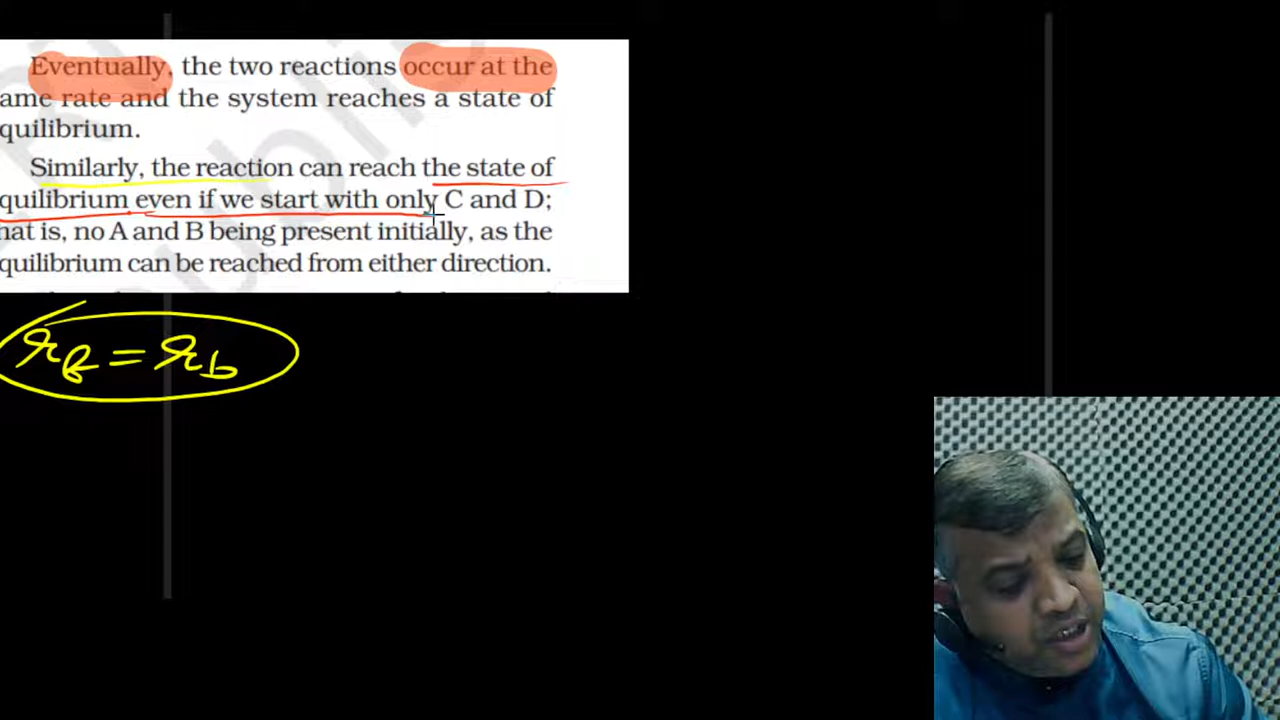 Eventually, the two reactions occur at the
ame rate and the system reaches a state of
quilibrium.
Similarly, the reaction can reach the state of
quilibrium even if we start with only C and D;
hat is, no A and B being present initially, as the
quilibrium can be reached from either direction.
r_f = r_b